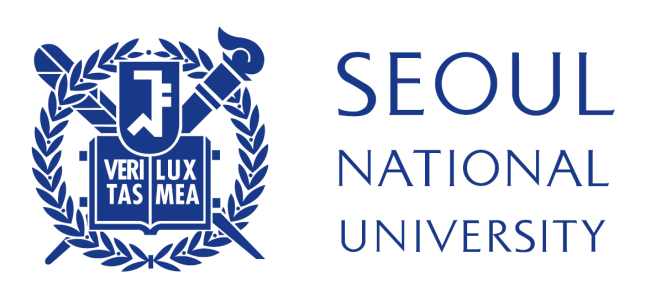 VERI LUX
TAS MEA
SEOUL
NATIONAL
UNIVERSITY